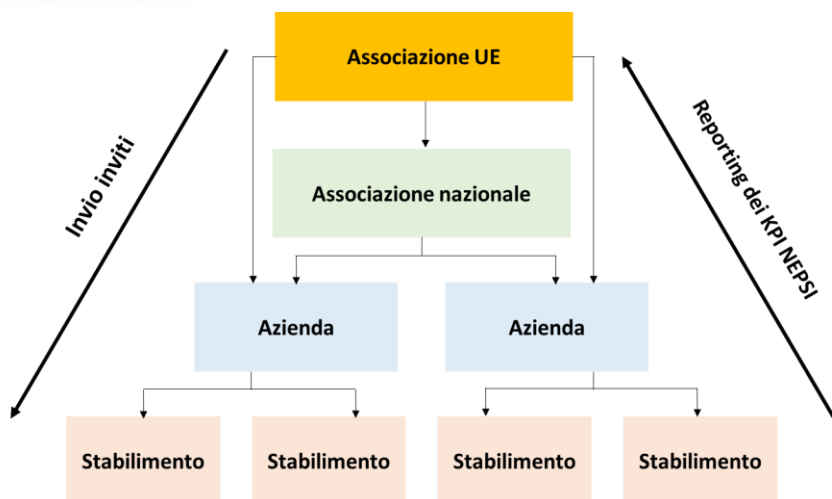 Associazione UE
Invio inviti
Reporting dei KPI NEPSI
Associazione nazionale
Azienda
Azienda
Stabilimento
Stabilimento
Stabilimento
Stabilimento